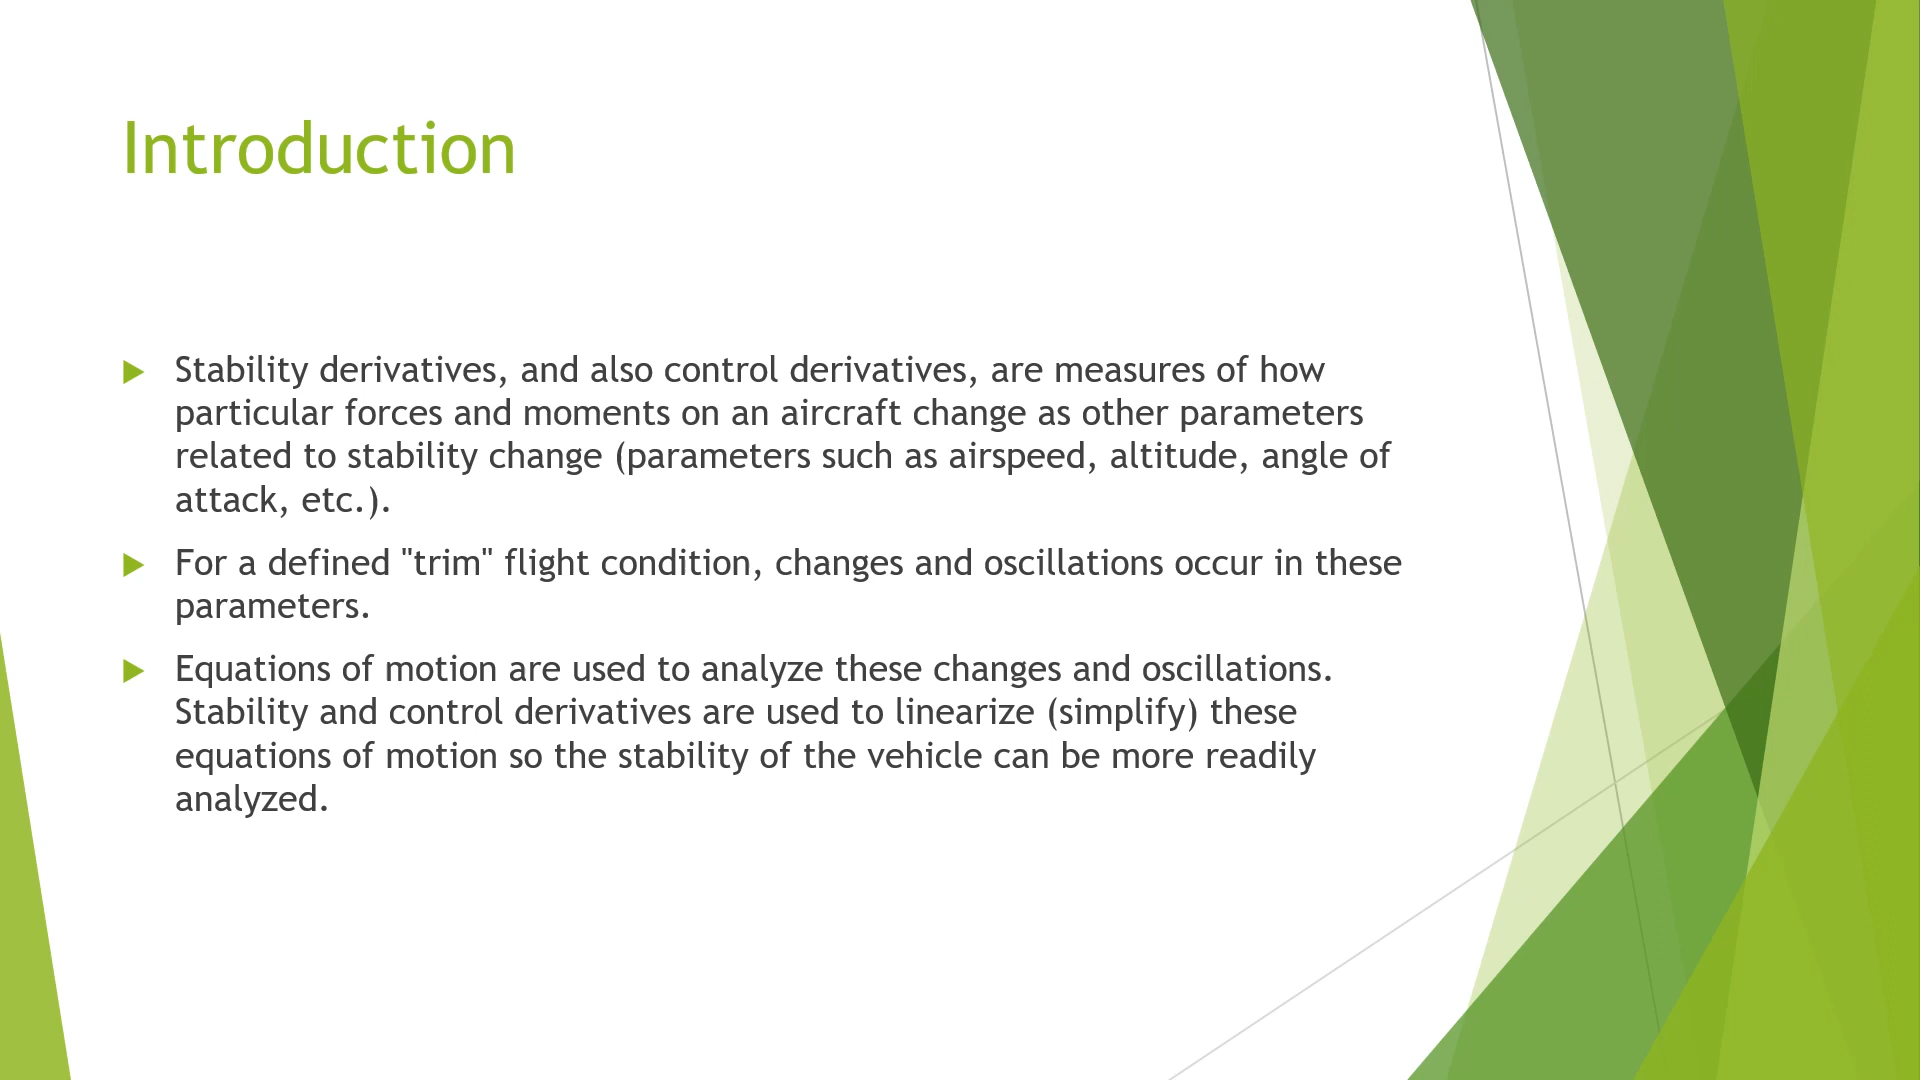 Introduction
Stability derivatives, and also control derivatives, are measures of how
particular forces and moments on an aircraft change as other parameters
related to stability change (parameters such as airspeed, altitude, angle of
attack, etc.).
For a defined "trim" flight condition, changes and oscillations occur in these
parameters.
Equations of motion are used to analyze these changes and oscillations.
Stability and control derivatives are used to linearize (simplify) these
equations of motion so the stability of the vehicle can be more readily
analyzed.